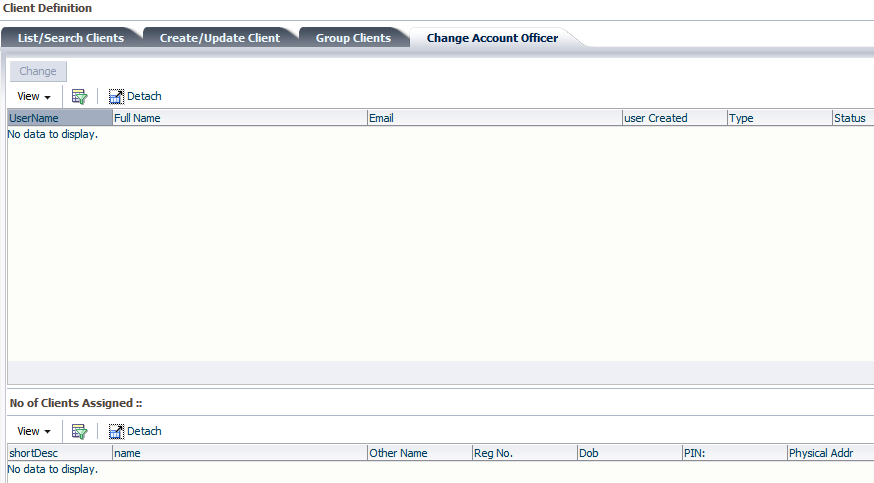 Client Definition
List/Search Clients Create/Update Client Group Clients Change Account Officer
Change
View Detach
UserName Full Name Email user Created Type Status
No data to display.
No of Clients Assigned ::
View Detach
shortDesc name Other Name Reg No. Dob PIN: Physical Addr
No data to display.